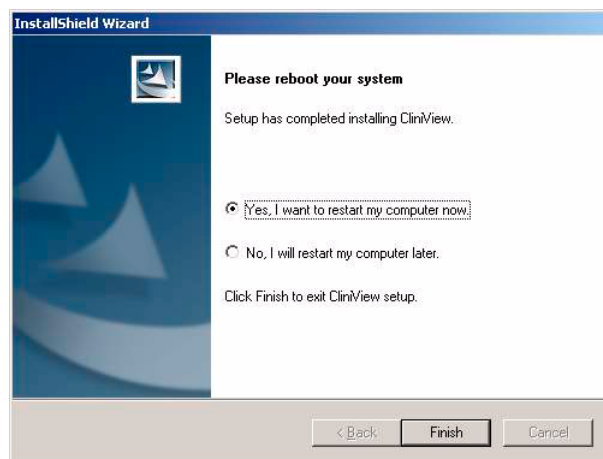 InstallShield Wizard
Please reboot your system
Setup has completed installing CliniView.
Yes, I want to restart my computer now.
No, I will restart my computer later.
Click Finish to exit CliniView setup.
< Back Finish Cancel